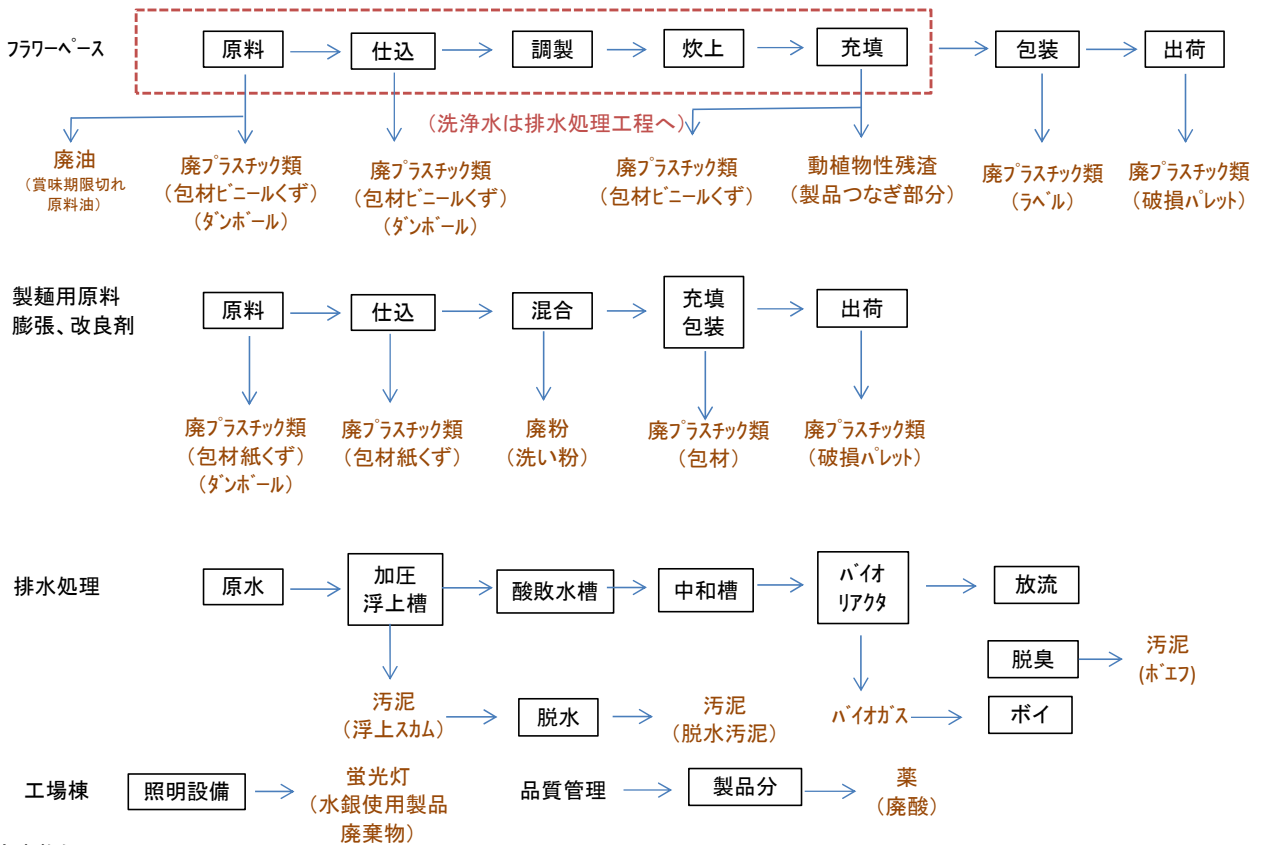 フラワーペース
原料
仕込
調製
炊上
充填
包装
出荷
(洗浄水は排水処理工程へ)
廃油
(賞味期限切れ
原料油)
廃プラスチック類
(包材ビニールくず)
(ダンボール)
廃プラスチック類
(包材ビニールくず)
(ダンボール)
廃プラスチック類
(包材ビニールくず)
動植物性残渣
(製品つなぎ部分)
廃プラスチック類
(ラベル)
廃プラスチック類
(破損パレット)
製麺用原料
膨張、改良剤
原料
仕込
混合
充填
包装
出荷
廃プラスチック類
(包材紙くず)
(ダンボール)
廃プラスチック類
(包材紙くず)
廃粉
(洗い粉)
廃プラスチック類
(包材)
廃プラスチック類
(破損パレット)
排水処理
原水
加圧
浮上槽
酸敗水槽
中和槽
バイオ
リアクタ
放流
脱臭
汚泥
(ボエフ)
汚泥
(浮上スカム)
脱水
汚泥
(脱水汚泥)
バイオガス
ボイ
工場棟
照明設備
蛍光灯
(水銀使用製品
廃棄物)
品質管理
製品分
薬
(廃酸)